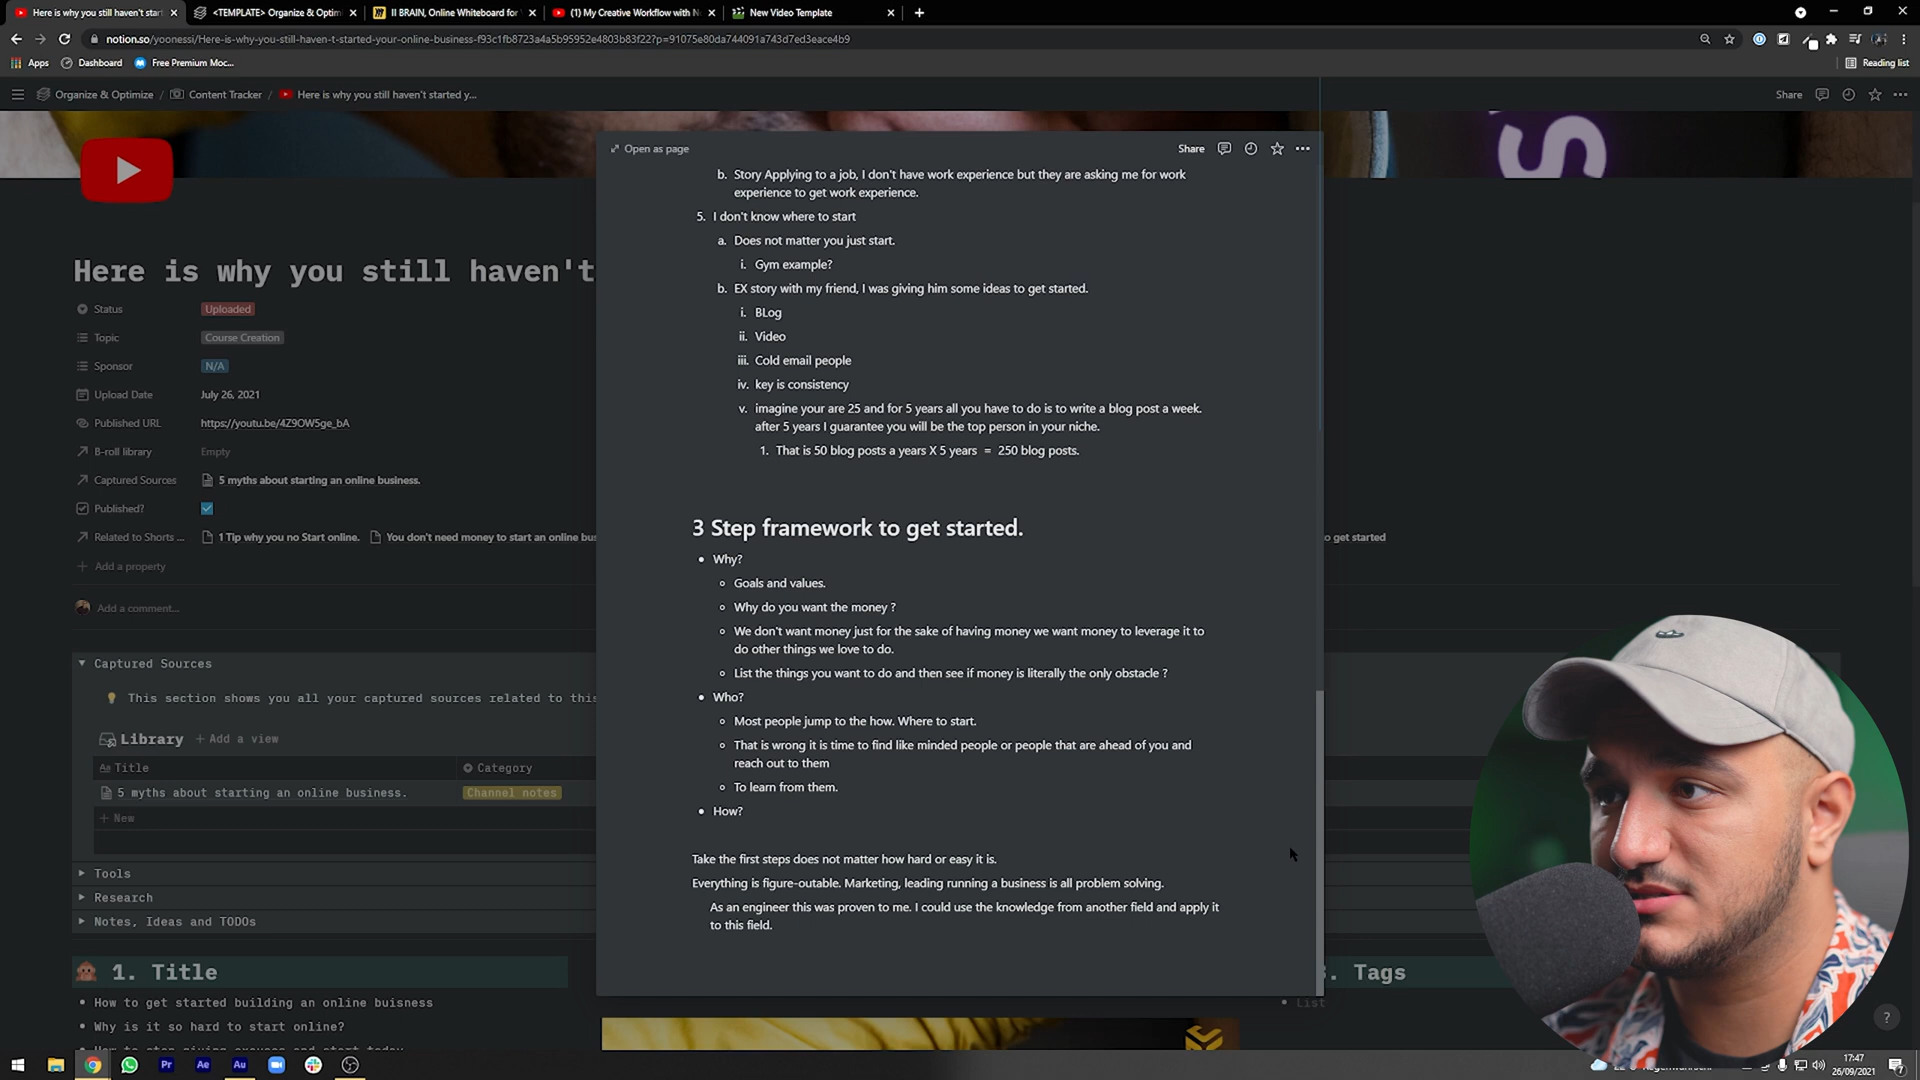 Here is why you still haven't star
<TEMPLATE> Organize & Optim
II BRAIN, Online Whiteboard for
(1) My Creative Workflow with N
New Video Template
notion.so/yoonessi/Here-is-why-you-still-haven-t-started-your-online-business-f93c1fb8723a4a5b95952e4803b83f22?p=91075e80da744091a743d7ed3eace4b9
Apps
Dashboard
Free Premium Moc...
Reading list
Organize & Optimize / Content Tracker / Here is why you still haven't started y...
Share
Open as page
Share
b. Story Applying to a job, I don't have work experience but they are asking me for work
experience to get work experience.
5. I don't know where to start
a. Does not matter you just start.
i. Gym example?
b. EX story with my friend, I was giving him some ideas to get started.
i. BLog
ii. Video
iii. Cold email people
iv. key is consistency
v. imagine your are 25 and for 5 years all you have to do is to write a blog post a week.
after 5 years I guarantee you will be the top person in your niche.
1. That is 50 blog posts a years X 5 years = 250 blog posts.
3 Step framework to get started.
• Why?
◦ Goals and values.
◦ Why do you want the money ?
◦ We don't want money just for the sake of having money we want money to leverage it to
do other things we love to do.
◦ List the things you want to do and then see if money is literally the only obstacle ?
• Who?
◦ Most people jump to the how. Where to start.
◦ That is wrong it is time to find like minded people or people that are ahead of you and
reach out to them
◦ To learn from them.
• How?
Take the first steps does not matter how hard or easy it is.
Everything is figure-outable. Marketing, leading running a business is all problem solving.
As an engineer this was proven to me. I could use the knowledge from another field and apply it
to this field.
Here is why you still haven't
Status Uploaded
Topic Course Creation
Sponsor N/A
Upload Date July 26, 2021
Published URL https://youtu.be/4Z9OW5ge_bA
B-roll library Empty
Captured Sources 5 myths about starting an online business.
Published?
Related to Shorts ... 1 Tip why you no Start online. You don't need money to start an online bus
o get started
Add a property
Add a comment...
Captured Sources
This section shows you all your captured sources related to this
Library + Add a view
Aa Title Category
5 myths about starting an online business. Channel notes
+ New
Tools
Research
Notes, Ideas and TODOs
1. Title
• How to get started building an online buisness
• Why is it so hard to start online?
3. Tags
• List
S
?
Pr
Ae
Au
17:47
26/09/2021